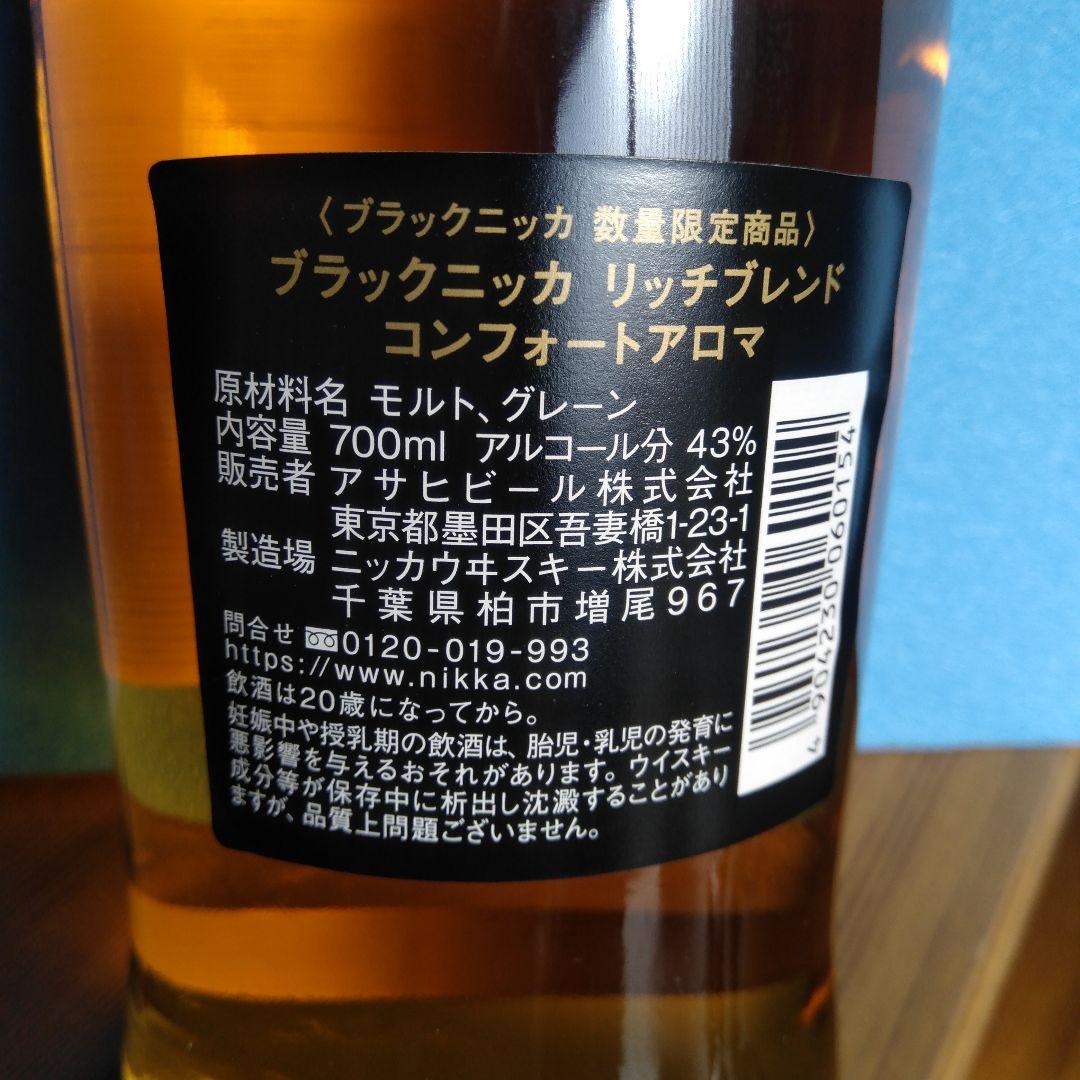 〈ブラックニッカ 数量限定商品〉
ブラックニッカ リッチブレンド
コンフォートアロマ
原材料名 モルト、グレーン
内容量 700ml アルコール分 43%
販売者 アサヒビール株式会社
東京都墨田区吾妻橋1-23-1
製造場 ニッカウヰスキー株式会社
千葉県柏市増尾967
問合せ 0120-019-993
https://www.nikka.com
飲酒は20歳になってから。
妊娠中や授乳期の飲酒は、胎児・乳児の発育に
悪影響を与えるおそれがあります。ウイスキー
成分等が保存中に析出し沈澱することがあり
ますが、品質上問題ございません。
4 904230 060154